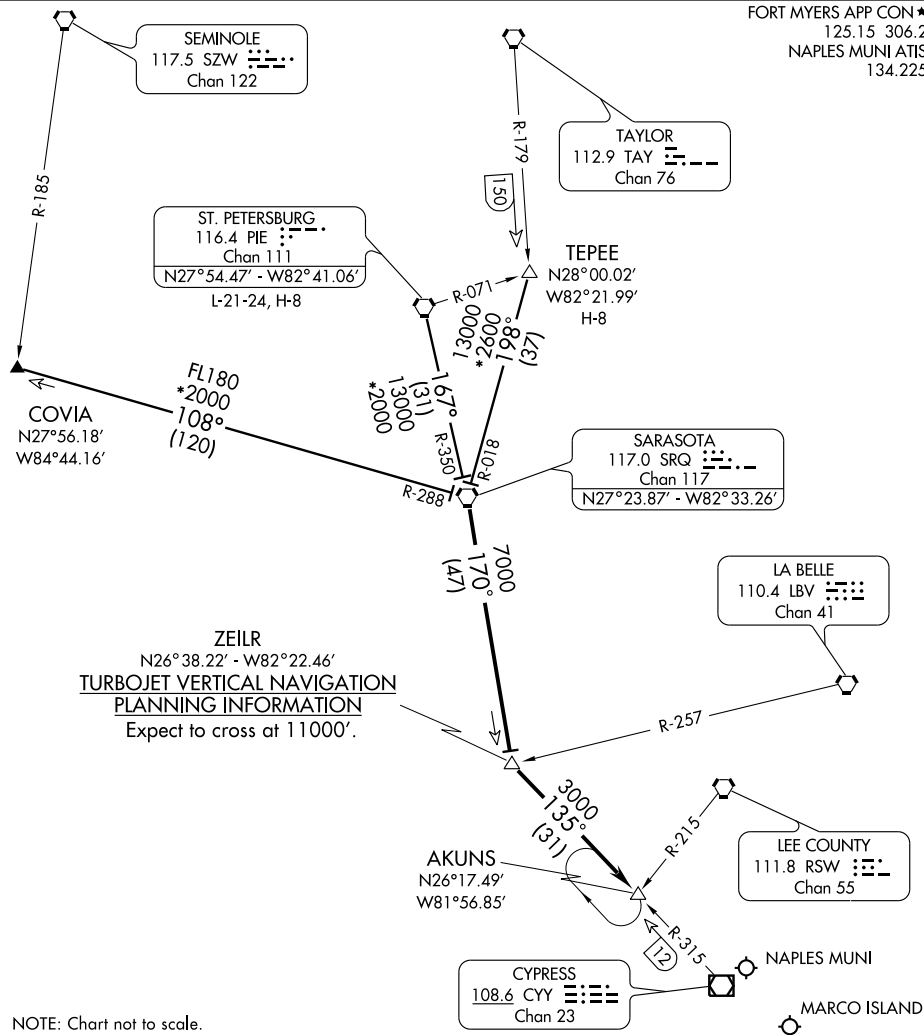 FORT MYERS APP CON★
125.15 306.2
NAPLES MUNI ATIS
134.225
SEMINOLE
117.5 SZW
Chan 122
R-185
R-179
150
TAYLOR
112.9 TAY
Chan 76
ST. PETERSBURG
116.4 PIE
Chan 111
N27°54.47' - W82°41.06'
L-21-24, H-8
R-071
TEPEE
N28°00.02'
W82°21.99'
H-8
13000
*2600
198°
(37)
R-018
167°
(31)
13000
*2000
R-350
FL180
*2000
108°
(120)
R-288
COVIA
N27°56.18'
W84°44.16'
SARASOTA
117.0 SRQ
Chan 117
N27°23.87' - W82°33.26'
7000
170°
(47)
LA BELLE
110.4 LBV
Chan 41
R-257
ZEILR
N26°38.22' - W82°22.46'
TURBOJET VERTICAL NAVIGATION
PLANNING INFORMATION
Expect to cross at 11000'.
3000
135°
(31)
R-215
LEE COUNTY
111.8 RSW
Chan 55
AKUNS
N26°17.49'
W81°56.85'
R-315
12
CYPRESS
108.6 CYY
Chan 23
NAPLES MUNI
MARCO ISLAND
NOTE: Chart not to scale.